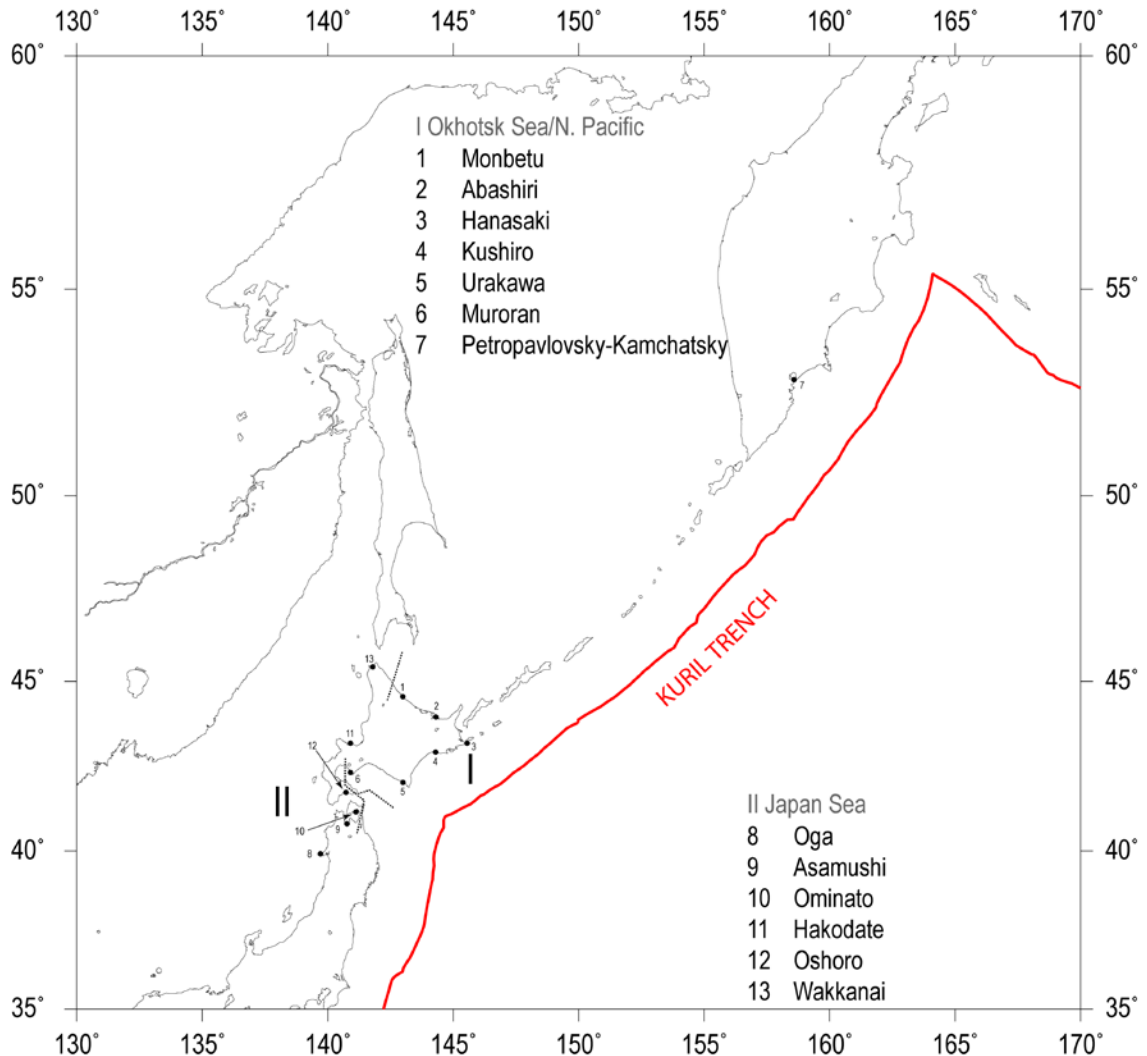 130° 135° 140° 145° 150° 155° 160° 165° 170°
60° 60°
I Okhotsk Sea/N. Pacific
1 Monbetu
2 Abashiri
3 Hanasaki
4 Kushiro
5 Urakawa
6 Muroran
7 Petropavlovsky-Kamchatsky
55° 55°
7
50° 50°
KURIL TRENCH
45° 45°
13
1
2
11
3
4
12
6
I
5
II
10
9
8
40° 40°
II Japan Sea
8 Oga
9 Asamushi
10 Ominato
11 Hakodate
12 Oshoro
13 Wakkanai
35° 35°
130° 135° 140° 145° 150° 155° 160° 165° 170°